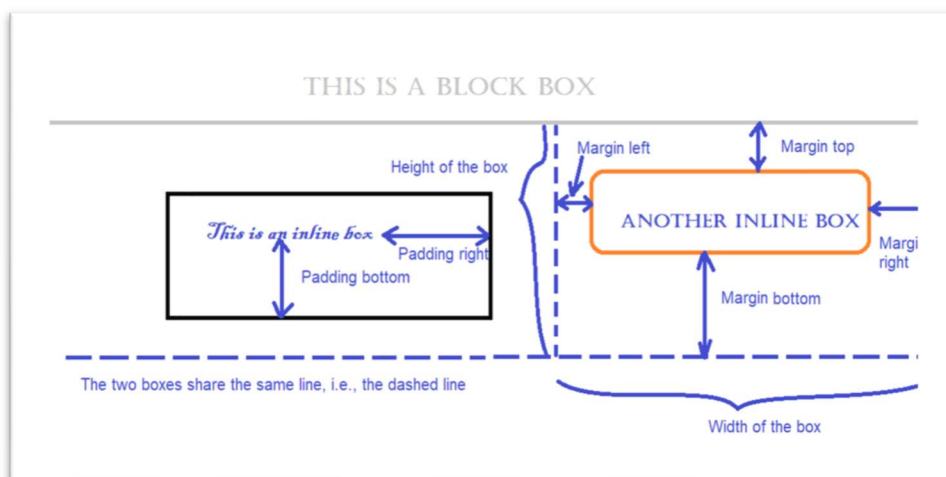 THIS IS A BLOCK BOX
Height of the box
Margin left
Margin top
This is an inline box
Padding right
Padding bottom
ANOTHER INLINE BOX
Margi
right
Margin bottom
The two boxes share the same line, i.e., the dashed line
Width of the box